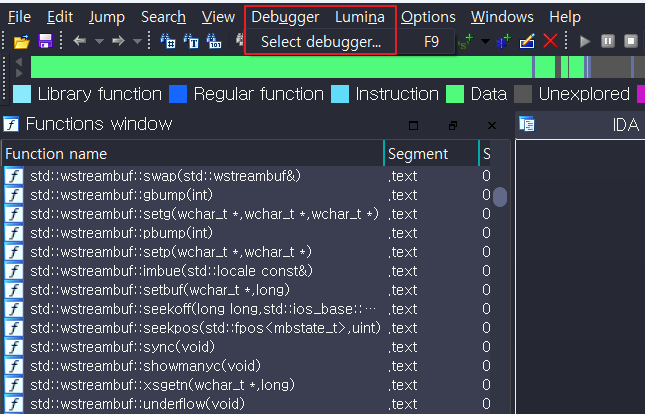 File Edit Jump Search View Debugger Lumina Options Windows Help
Select debugger... F9
Library function Regular function Instruction Data Unexplored
Functions window
IDA
Function name Segment S
std::wstreambuf::swap(std::wstreambuf&) .text 0
std::wstreambuf::gbump(int) .text 0
std::wstreambuf::setg(wchar_t *,wchar_t *,wchar_t *) .text 0
std::wstreambuf::pbump(int) .text 0
std::wstreambuf::setp(wchar_t *,wchar_t *) .text 0
std::wstreambuf::imbue(std::locale const&) .text 0
std::wstreambuf::setbuf(wchar_t *,long) .text 0
std::wstreambuf::seekoff(long long,std::ios_base::⋯ .text 0
std::wstreambuf::seekpos(std::fpos<mbstate_t>,uint) .text 0
std::wstreambuf::sync(void) .text 0
std::wstreambuf::showmanyc(void) .text 0
std::wstreambuf::xsgetn(wchar_t *,long) .text 0
std::wstreambuf::underflow(void) .text 0